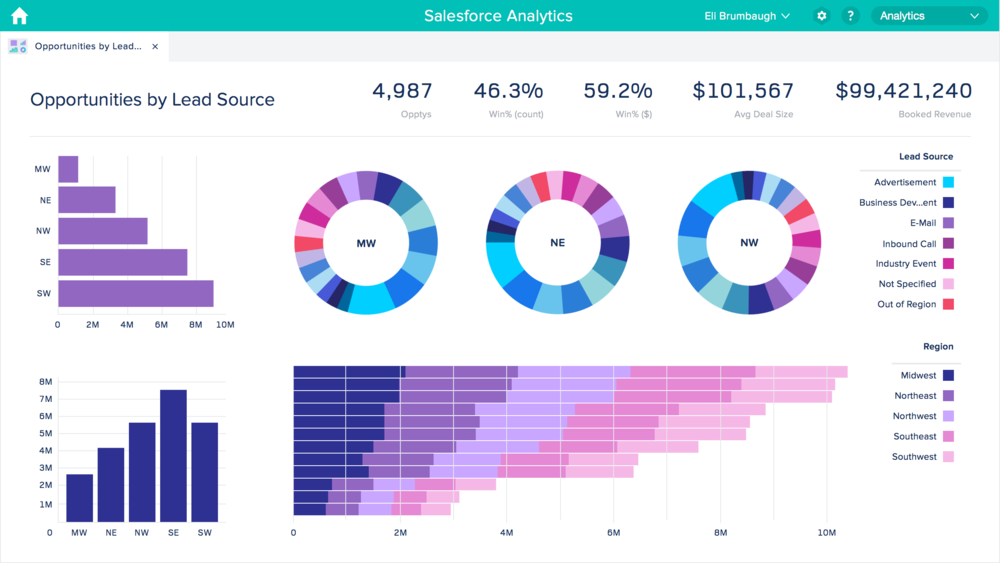 Salesforce Analytics
Eli Brumbaugh
?
Analytics
Opportunities by Lead... ×
Opportunities by Lead Source
4,987
Opptys
46.3%
Win% (count)
59.2%
Win% ($)
$101,567
Avg Deal Size
$99,421,240
Booked Revenue
MW
NE
NW
SE
SW
0 2M 4M 6M 8M 10M
MW
NE
NW
Lead Source
Advertisement
Business Dev...ent
E-Mail
Inbound Call
Industry Event
Not Specified
Out of Region
8M
7M
6M
5M
4M
3M
2M
1M
0 MW NE NW SE SW
0 2M 4M 6M 8M 10M
Region
Midwest
Northeast
Northwest
Southeast
Southwest